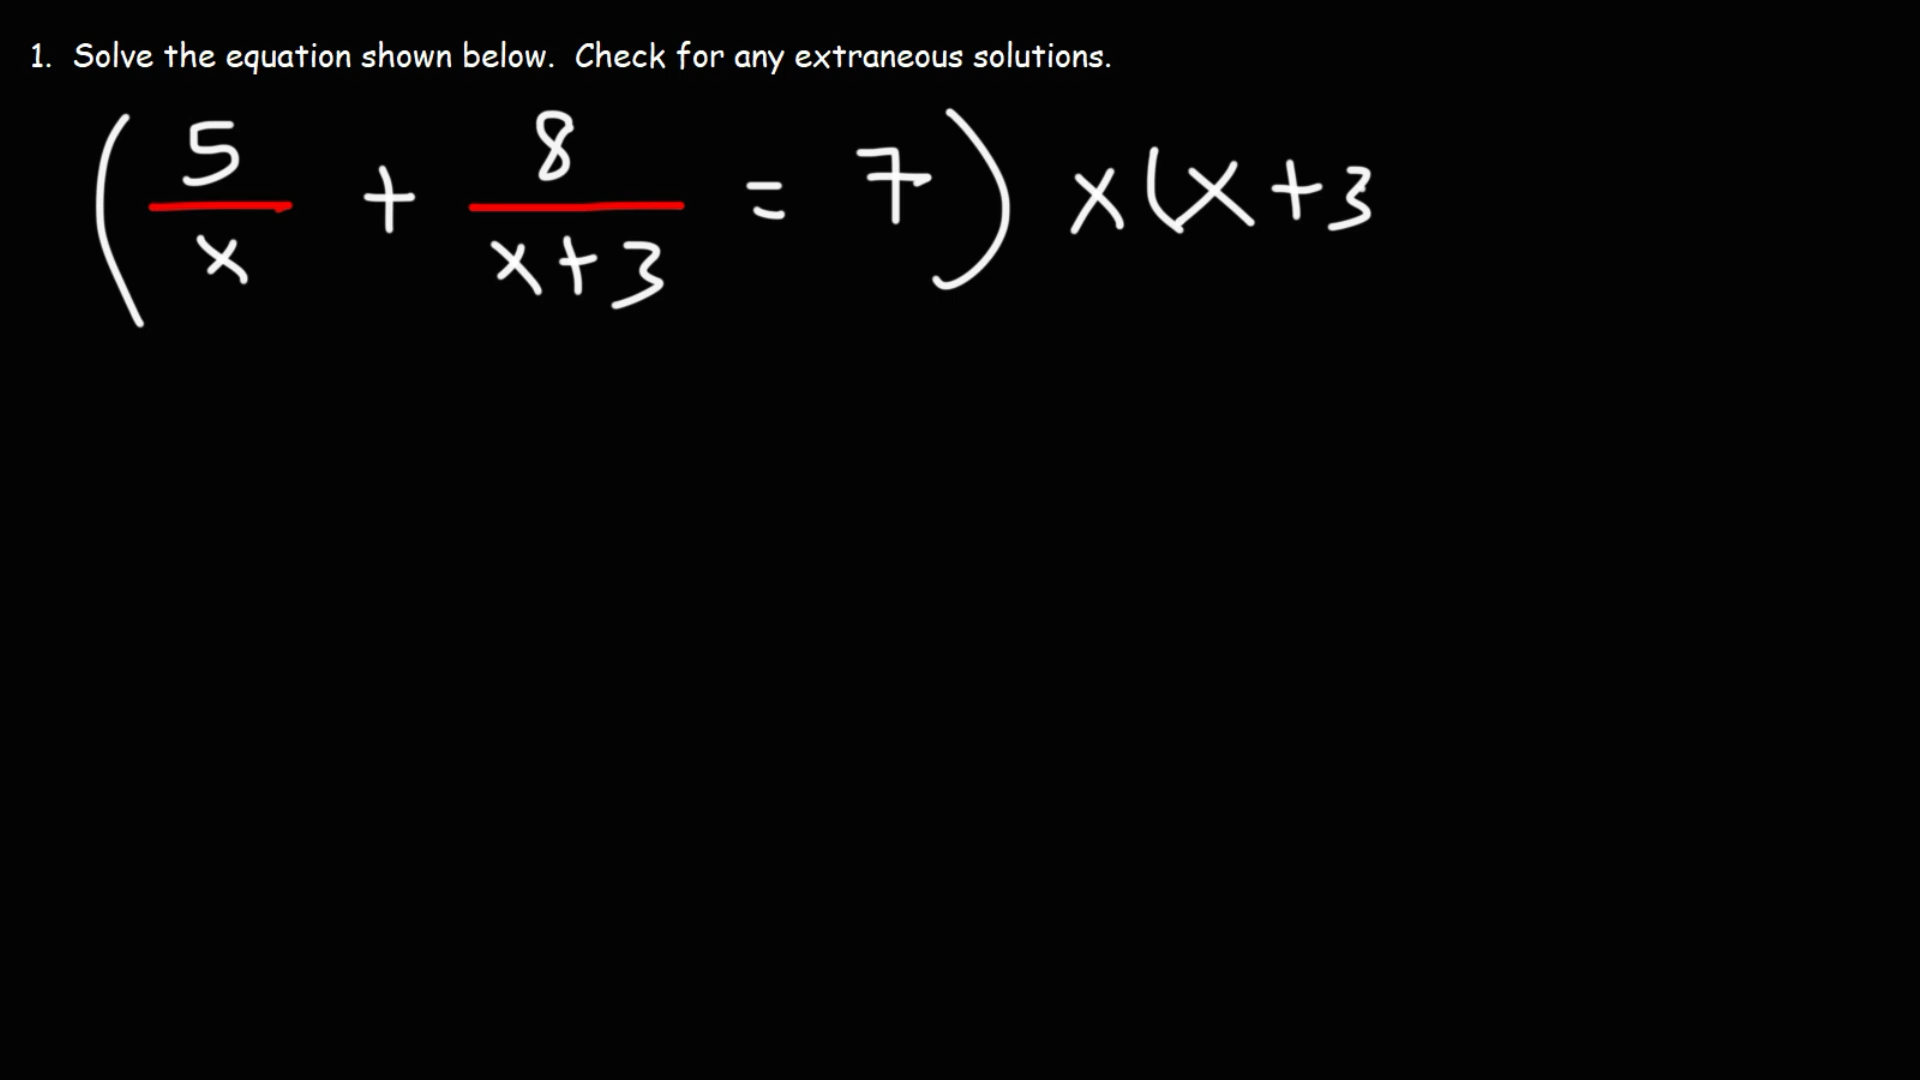 1. Solve the equation shown below. Check for any extraneous solutions.
( 5/x + 8/x+3 = 7 ) x(x+3